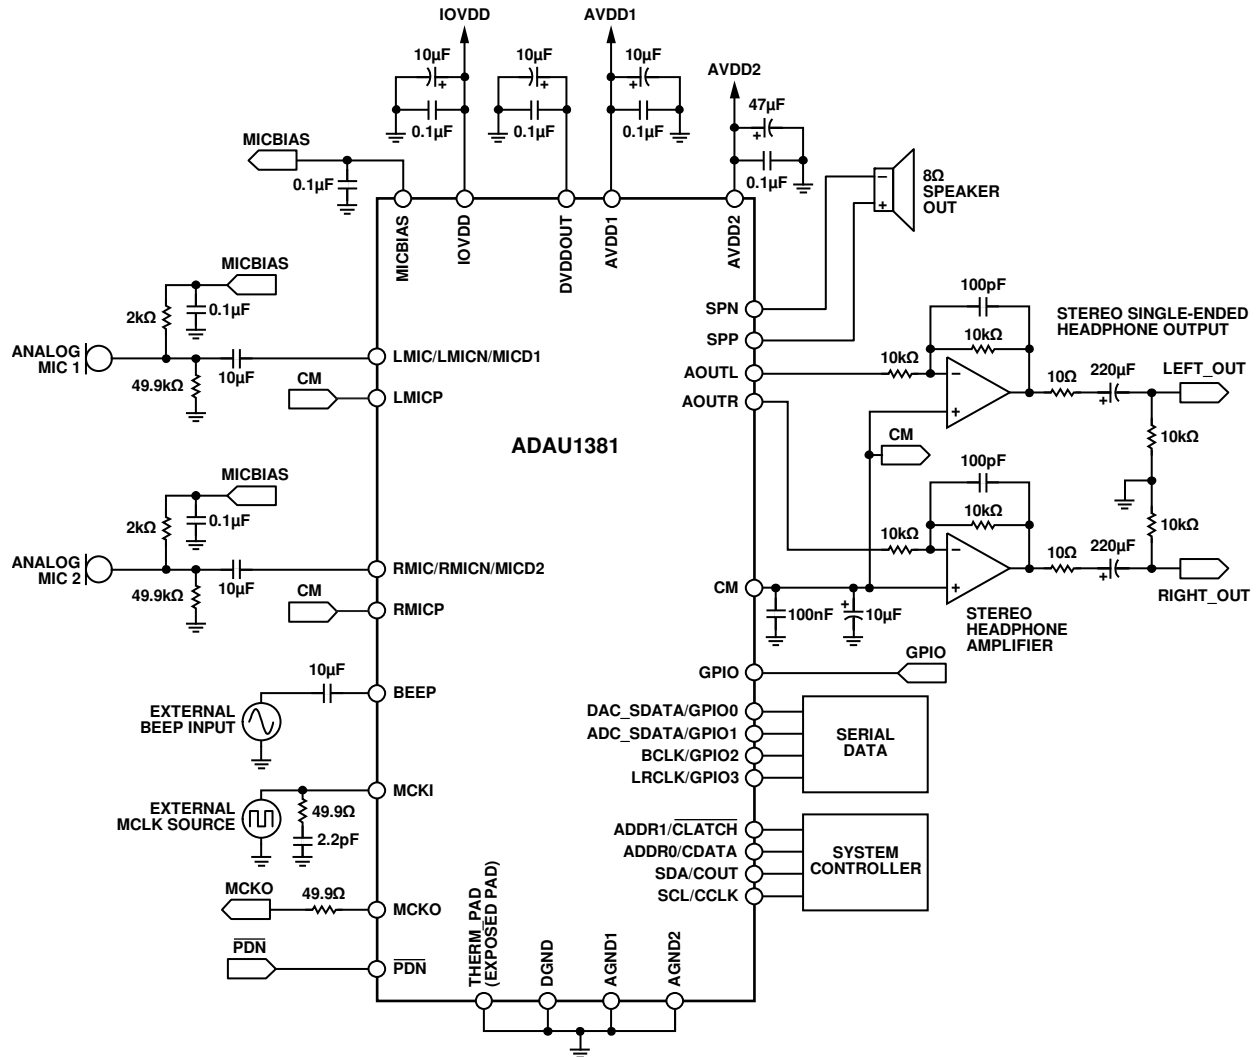 IOVDD
AVDD1
10µF
10µF
10µF
AVDD2
47µF
0.1µF
0.1µF
0.1µF
MICBIAS
0.1µF
0.1µF
8Ω
SPEAKER
OUT
−
+
MICBIAS
IOVDD
DVDDOUT
AVDD1
AVDD2
MICBIAS
0.1µF
2kΩ
ANALOG
MIC 1
49.9kΩ
10µF
LMIC/LMICN/MICD1
CM
LMICP
SPN
SPP
AOUTL
AOUTR
100pF
10kΩ
10kΩ
STEREO SINGLE-ENDED
HEADPHONE OUTPUT
10Ω
220µF
LEFT_OUT
10kΩ
CM
ADAU1381
MICBIAS
0.1µF
2kΩ
ANALOG
MIC 2
49.9kΩ
10µF
RMIC/RMICN/MICD2
CM
RMICP
100pF
10kΩ
10kΩ
10kΩ
10Ω
220µF
RIGHT_OUT
CM
100nF
10µF
STEREO
HEADPHONE
AMPLIFIER
GPIO
GPIO
10µF
BEEP
EXTERNAL
BEEP INPUT
DAC_SDATA/GPIO0
ADC_SDATA/GPIO1
BCLK/GPIO2
LRCLK/GPIO3
SERIAL
DATA
MCKI
EXTERNAL
MCLK SOURCE
49.9Ω
2.2pF
ADDR1/CLATCH
ADDR0/CDATA
SDA/COUT
SCL/CCLK
SYSTEM
CONTROLLER
MCKO
49.9Ω
MCKO
PDN
PDN
THERM_PAD
(EXPOSED PAD)
DGND
AGND1
AGND2